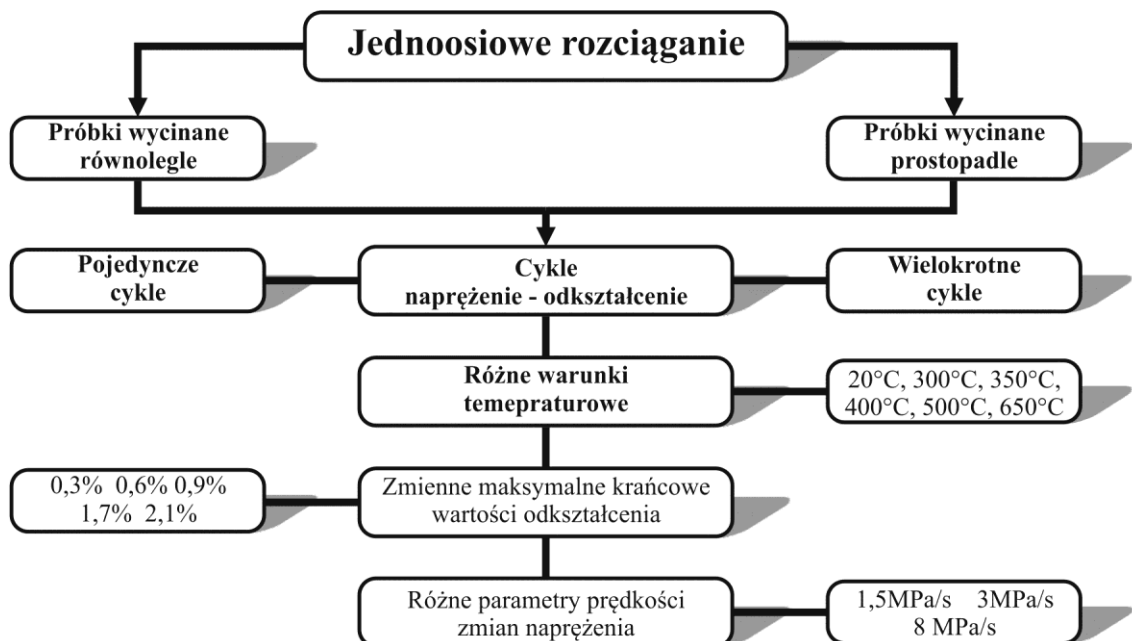 Jednoosiowe rozciąganie
Próbki wycinane
równolegle
Próbki wycinane
prostopadle
Pojedyncze
cykle
Cykle
naprężenie - odkształcenie
Wielokrotne
cykle
Różne warunki
temepraturowe
20°C, 300°C, 350°C,
400°C, 500°C, 650°C
0,3% 0,6% 0,9%
1,7% 2,1%
Zmienne maksymalne krańcowe
wartości odkształcenia
Różne parametry prędkości
zmian naprężenia
1,5MPa/s 3MPa/s
8 MPa/s